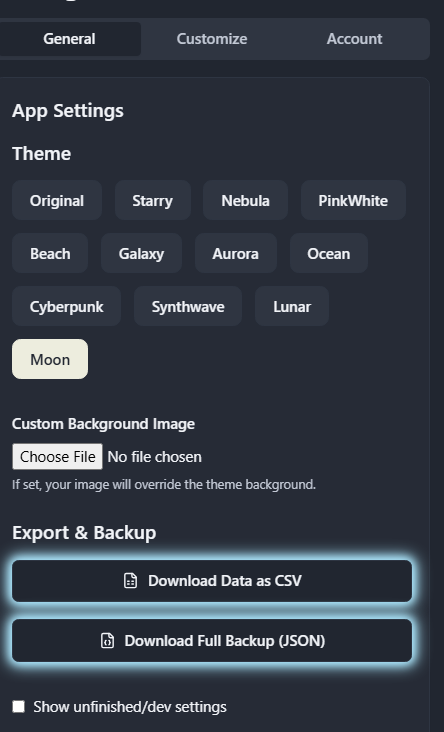 General Customize Account
App Settings
Theme
Original Starry Nebula PinkWhite
Beach Galaxy Aurora Ocean
Cyberpunk Synthwave Lunar
Moon
Custom Background Image
Choose File No file chosen
If set, your image will override the theme background.
Export & Backup
Download Data as CSV
Download Full Backup (JSON)
Show unfinished/dev settings